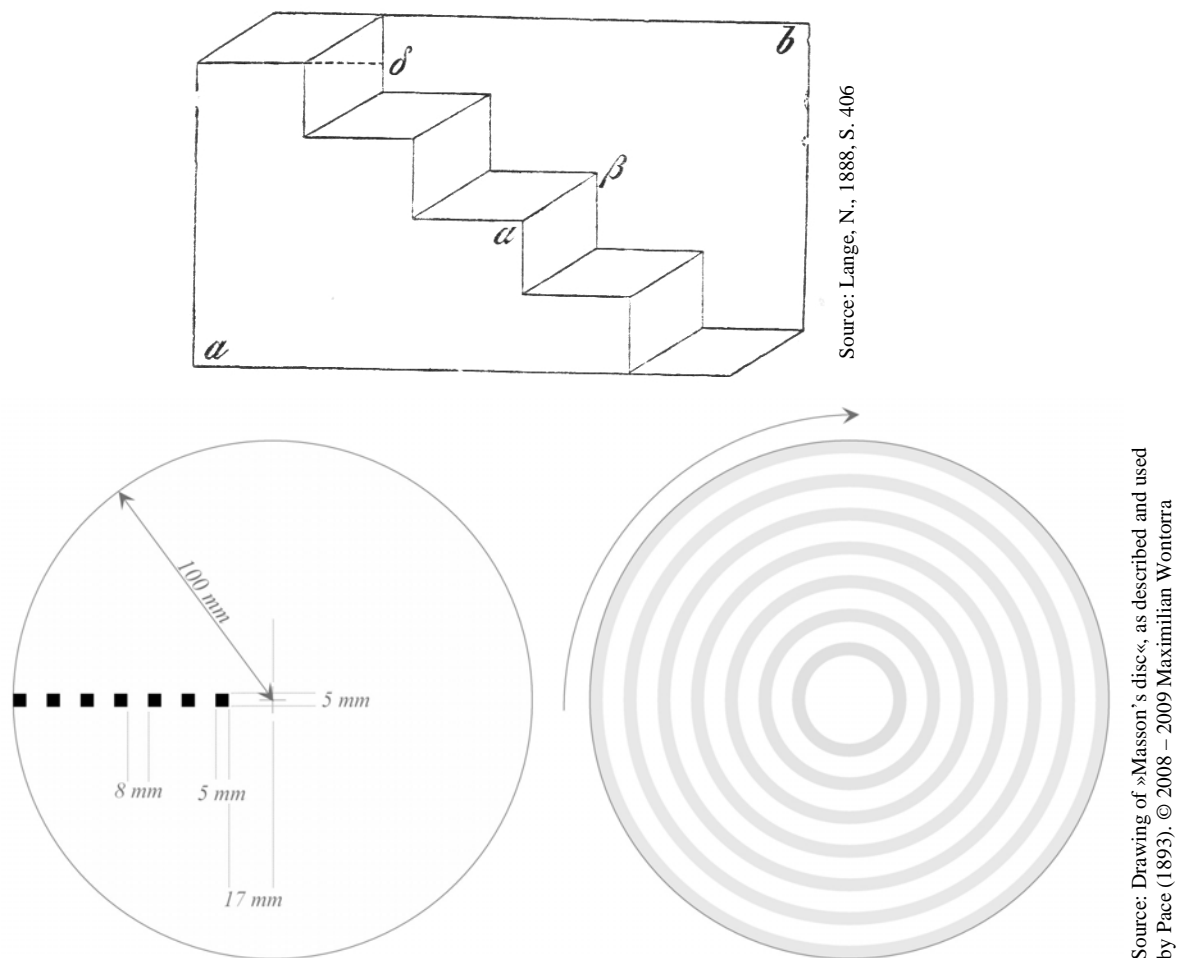 b
δ
β
α
a
Source: Lange, N., 1888, S. 406
100 mm
5 mm
8 mm
5 mm
17 mm
Source: Drawing of »Masson’s disc«, as described and used
by Pace (1893). © 2008 – 2009 Maximilian Wontorra